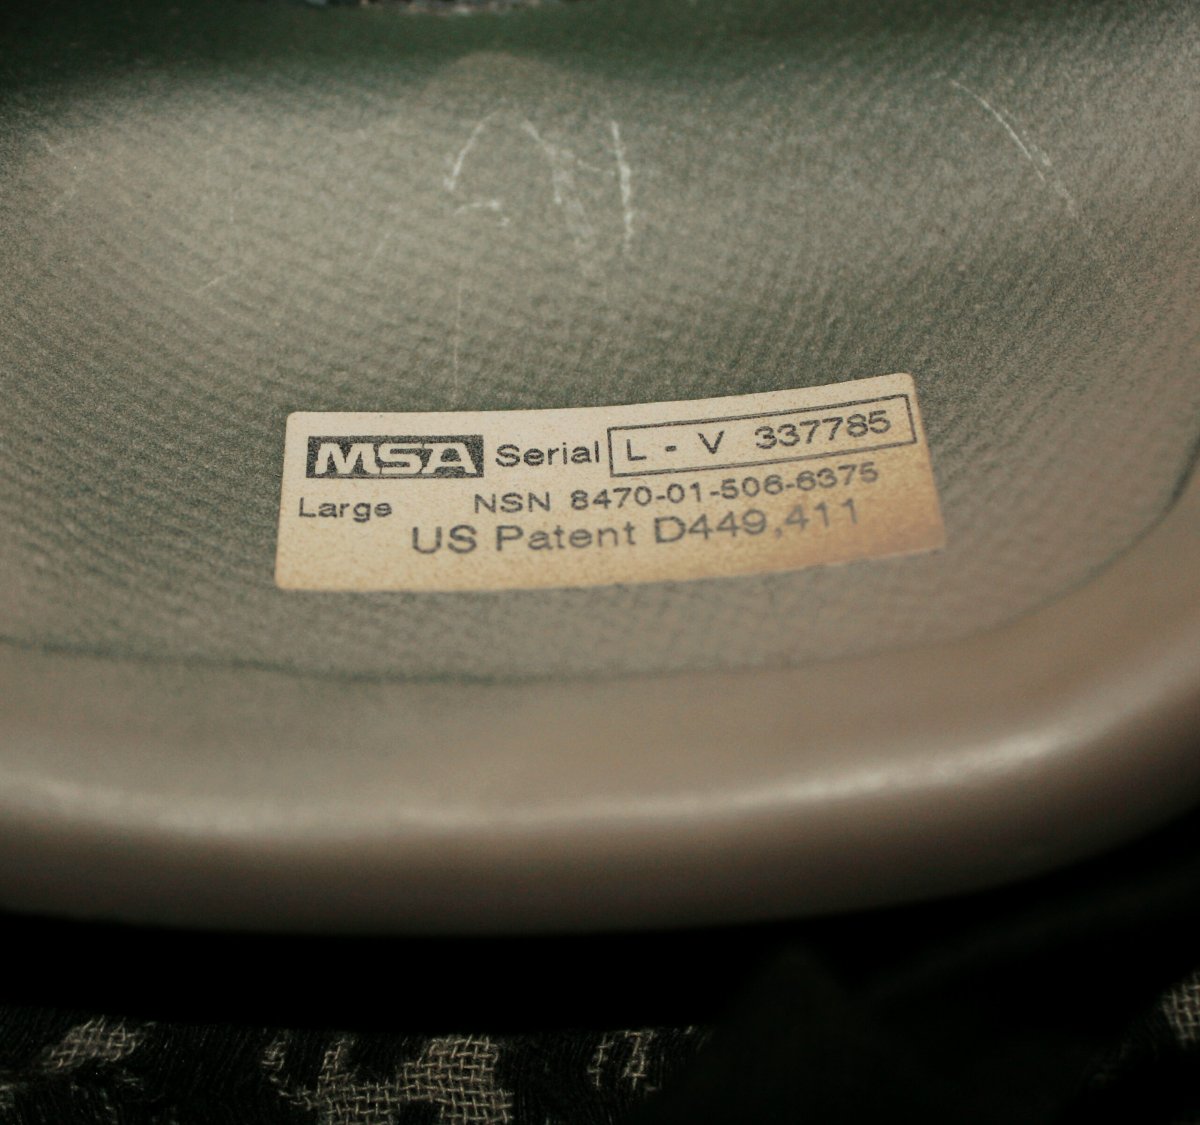 MSA Serial L - V 337785
Large NSN 8470-01-506-6375
US Patent D449,411